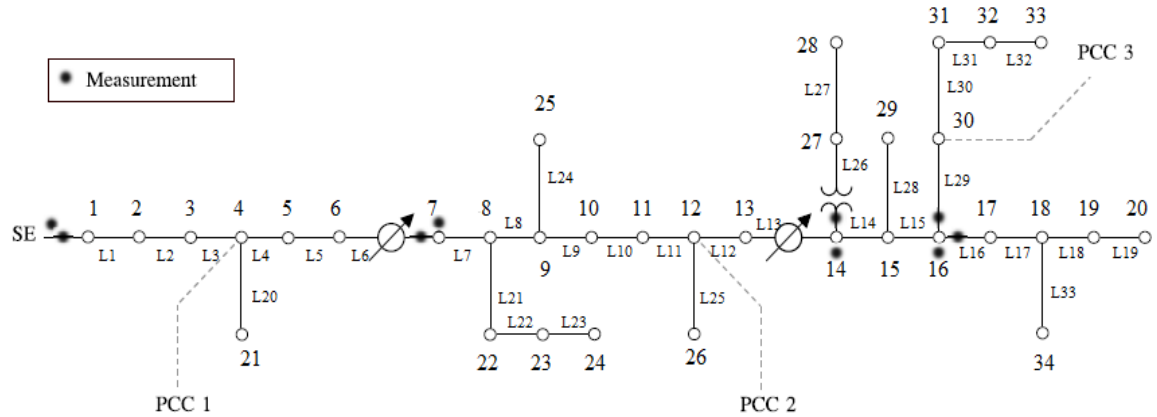 31 32 33
28
L31 L32
PCC 3
Measurement
L27
L30
25
29
30
27
L24
L26
L28
L29
1 2 3 4 5 6 7 8 10 11 12 13 17 18 19 20
SE
L1 L2 L3 L4 L5 L6 L7 L8 L9 L10 L11 L12 L13 L14 L15 L16 L17 L18 L19
9 14 15 16
L20 L21 L25 L33
L22 L23
21 22 23 24 26 34
PCC 1 PCC 2